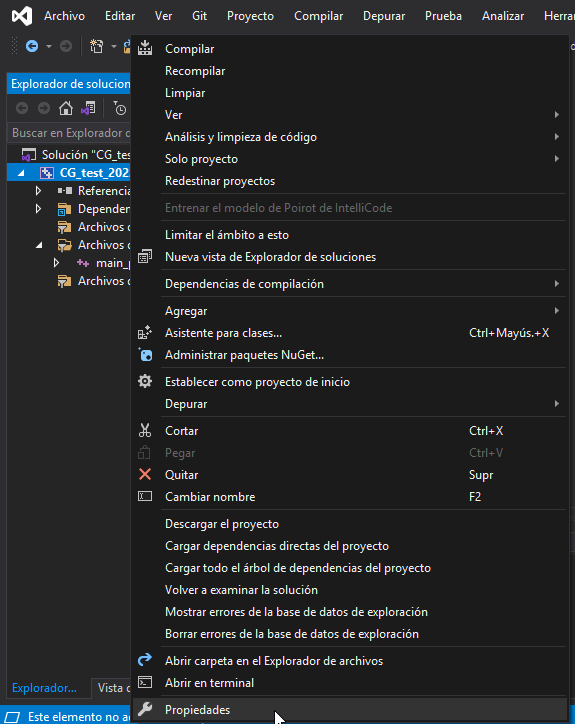 Archivo Editar Ver Git Proyecto Compilar Depurar Prueba Analizar
Explorador de
Buscar en Explorador
Solución
CG_test_202
Archivos
Archivos
Archivos
Explorador...
Vista
Este elemento no
Compilar
Recompilar
Limpiar
Ver
Análisis y limpieza de código
Solo proyecto
Redestinar proyectos
Entrenar el modelo de Poirot de IntelliCode
Limitar el ámbito a esto
Nueva vista de Explorador de soluciones
Dependencias de compilación
Agregar
Asistente para clases... Ctrl+Mayús.+X
Administrar paquetes NuGet...
Establecer como proyecto de inicio
Depurar
Cortar Ctrl+X
Pegar Ctrl+V
Quitar Supr
Cambiar nombre F2
Descargar el proyecto
Cargar dependencias directas del proyecto
Cargar todo el árbol de dependencias del proyecto
Volver a examinar la solución
Mostrar errores de la base de datos de exploración
Borrar errores de la base de datos de exploración
Abrir carpeta en el Explorador de archivos
Abrir en terminal
Propiedades